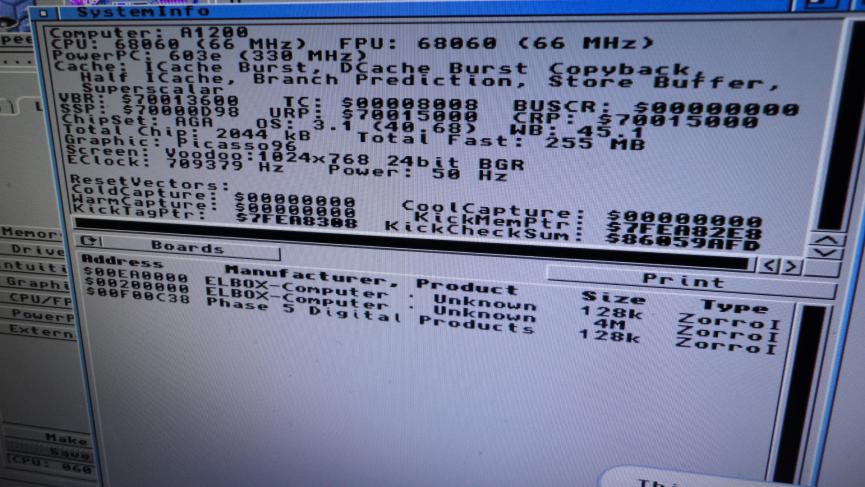 SystemInfo
Computer: A1200
CPU: 68060 (66 MHz) FPU: 68060 (66 MHz)
PowerPC: 603e (330 MHz)
Cache: ICache Burst, DCache Burst Copyback,
Half ICache, Branch Prediction, Store Buffer,
Superscalar
VBR: $70013600 TC: $00008008 BUSCR: $00000000
SSP: $70000D98 URP: $70015000 CRP: $70015000
ChipSet: AGA OS: 3.1 (40.68) WB: 45.1
Total Chip: 2044 kB Total Fast: 255 MB
Graphic: Picasso96
Screen: Voodoo:1024x768 24bit BGR
EClock: 709379 Hz Power: 50 Hz
ResetVectors:
ColdCapture: $00000000 CoolCapture: $00000000
WarmCapture: $00000000 KickMemPtr: $7FEA82E8
KickTagPtr: $7FEA8308 KickCheckSum: $86059AFD
Boards
Print
Address Manufacturer, Product Size Type
$00EA0000 ELBOX-Computer : Unknown 128k ZorroI
$00200000 ELBOX-Computer : Unknown 4M ZorroI
$00F00C38 Phase 5 Digital Products 128k ZorroI
Memor
Drive
ntuiti
Graphi
CPU/FP
PowerP
Extern
Make
Save
CPU: 060